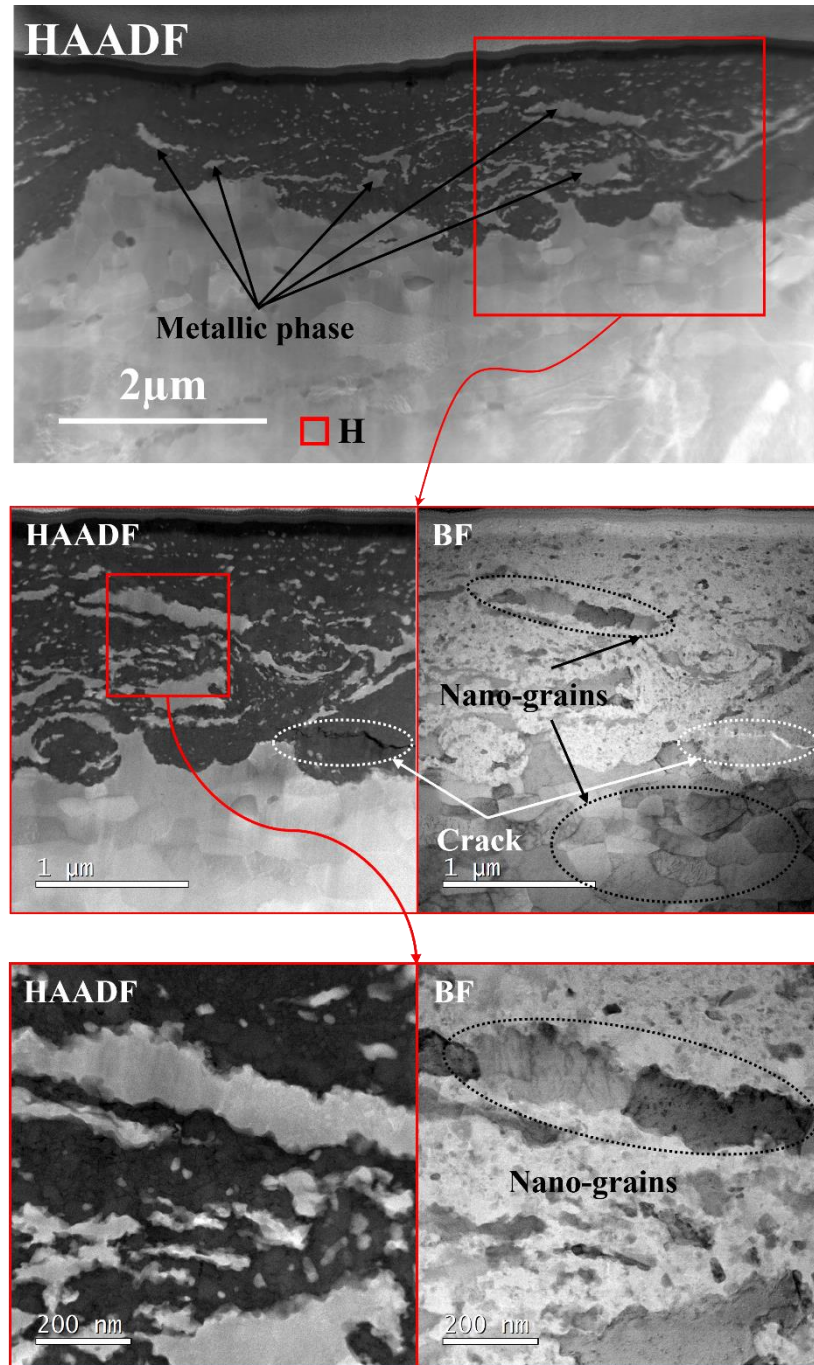 HAADF
Metallic phase
2µm
H
HAADF
BF
Nano-grains
Crack
1 µm
1 µm
HAADF
BF
Nano-grains
200 nm
200 nm